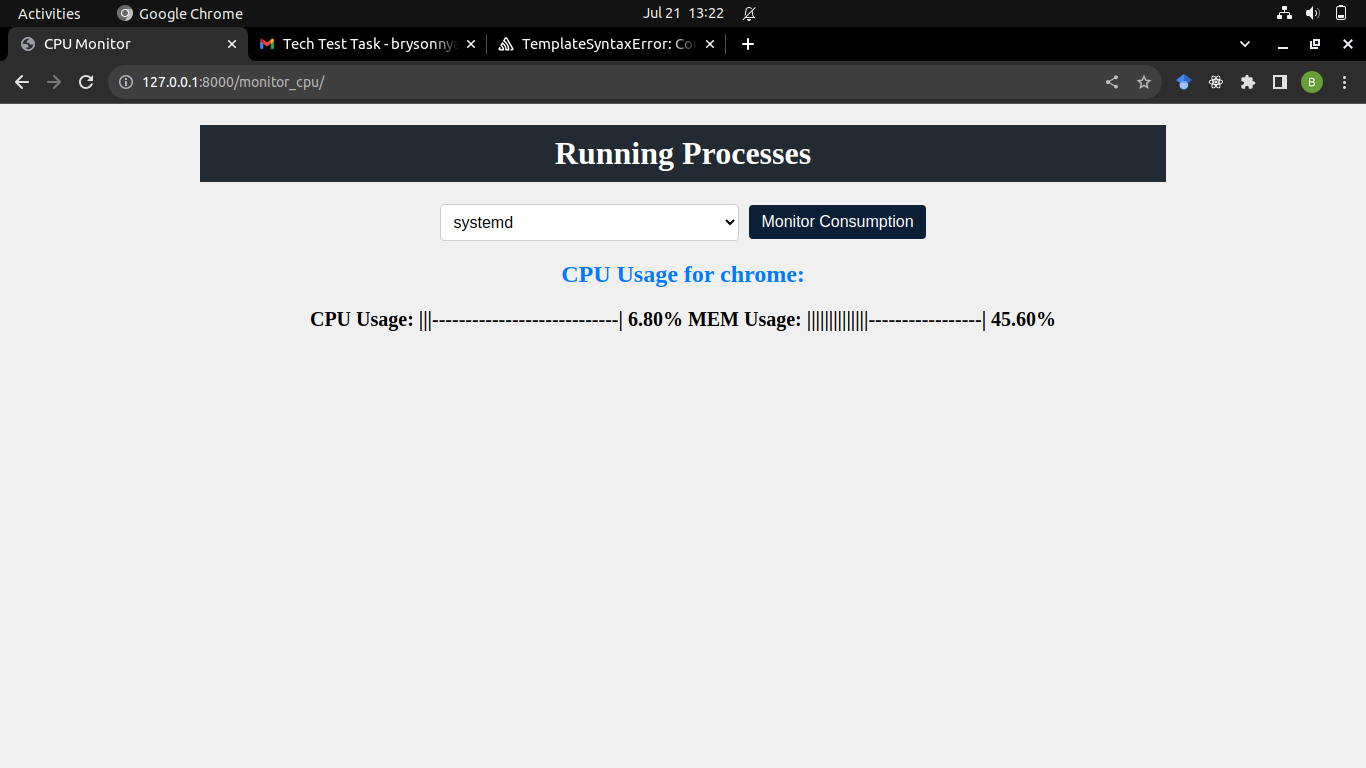 Activities Google Chrome Jul 21 13:22
CPU Monitor Tech Test Task - brysonnya TemplateSyntaxError: Co
127.0.0.1:8000/monitor_cpu/ B
Running Processes
systemd Monitor Consumption
CPU Usage for chrome:
CPU Usage: |||----------------------------| 6.80% MEM Usage: ||||||||||||||-----------------| 45.60%